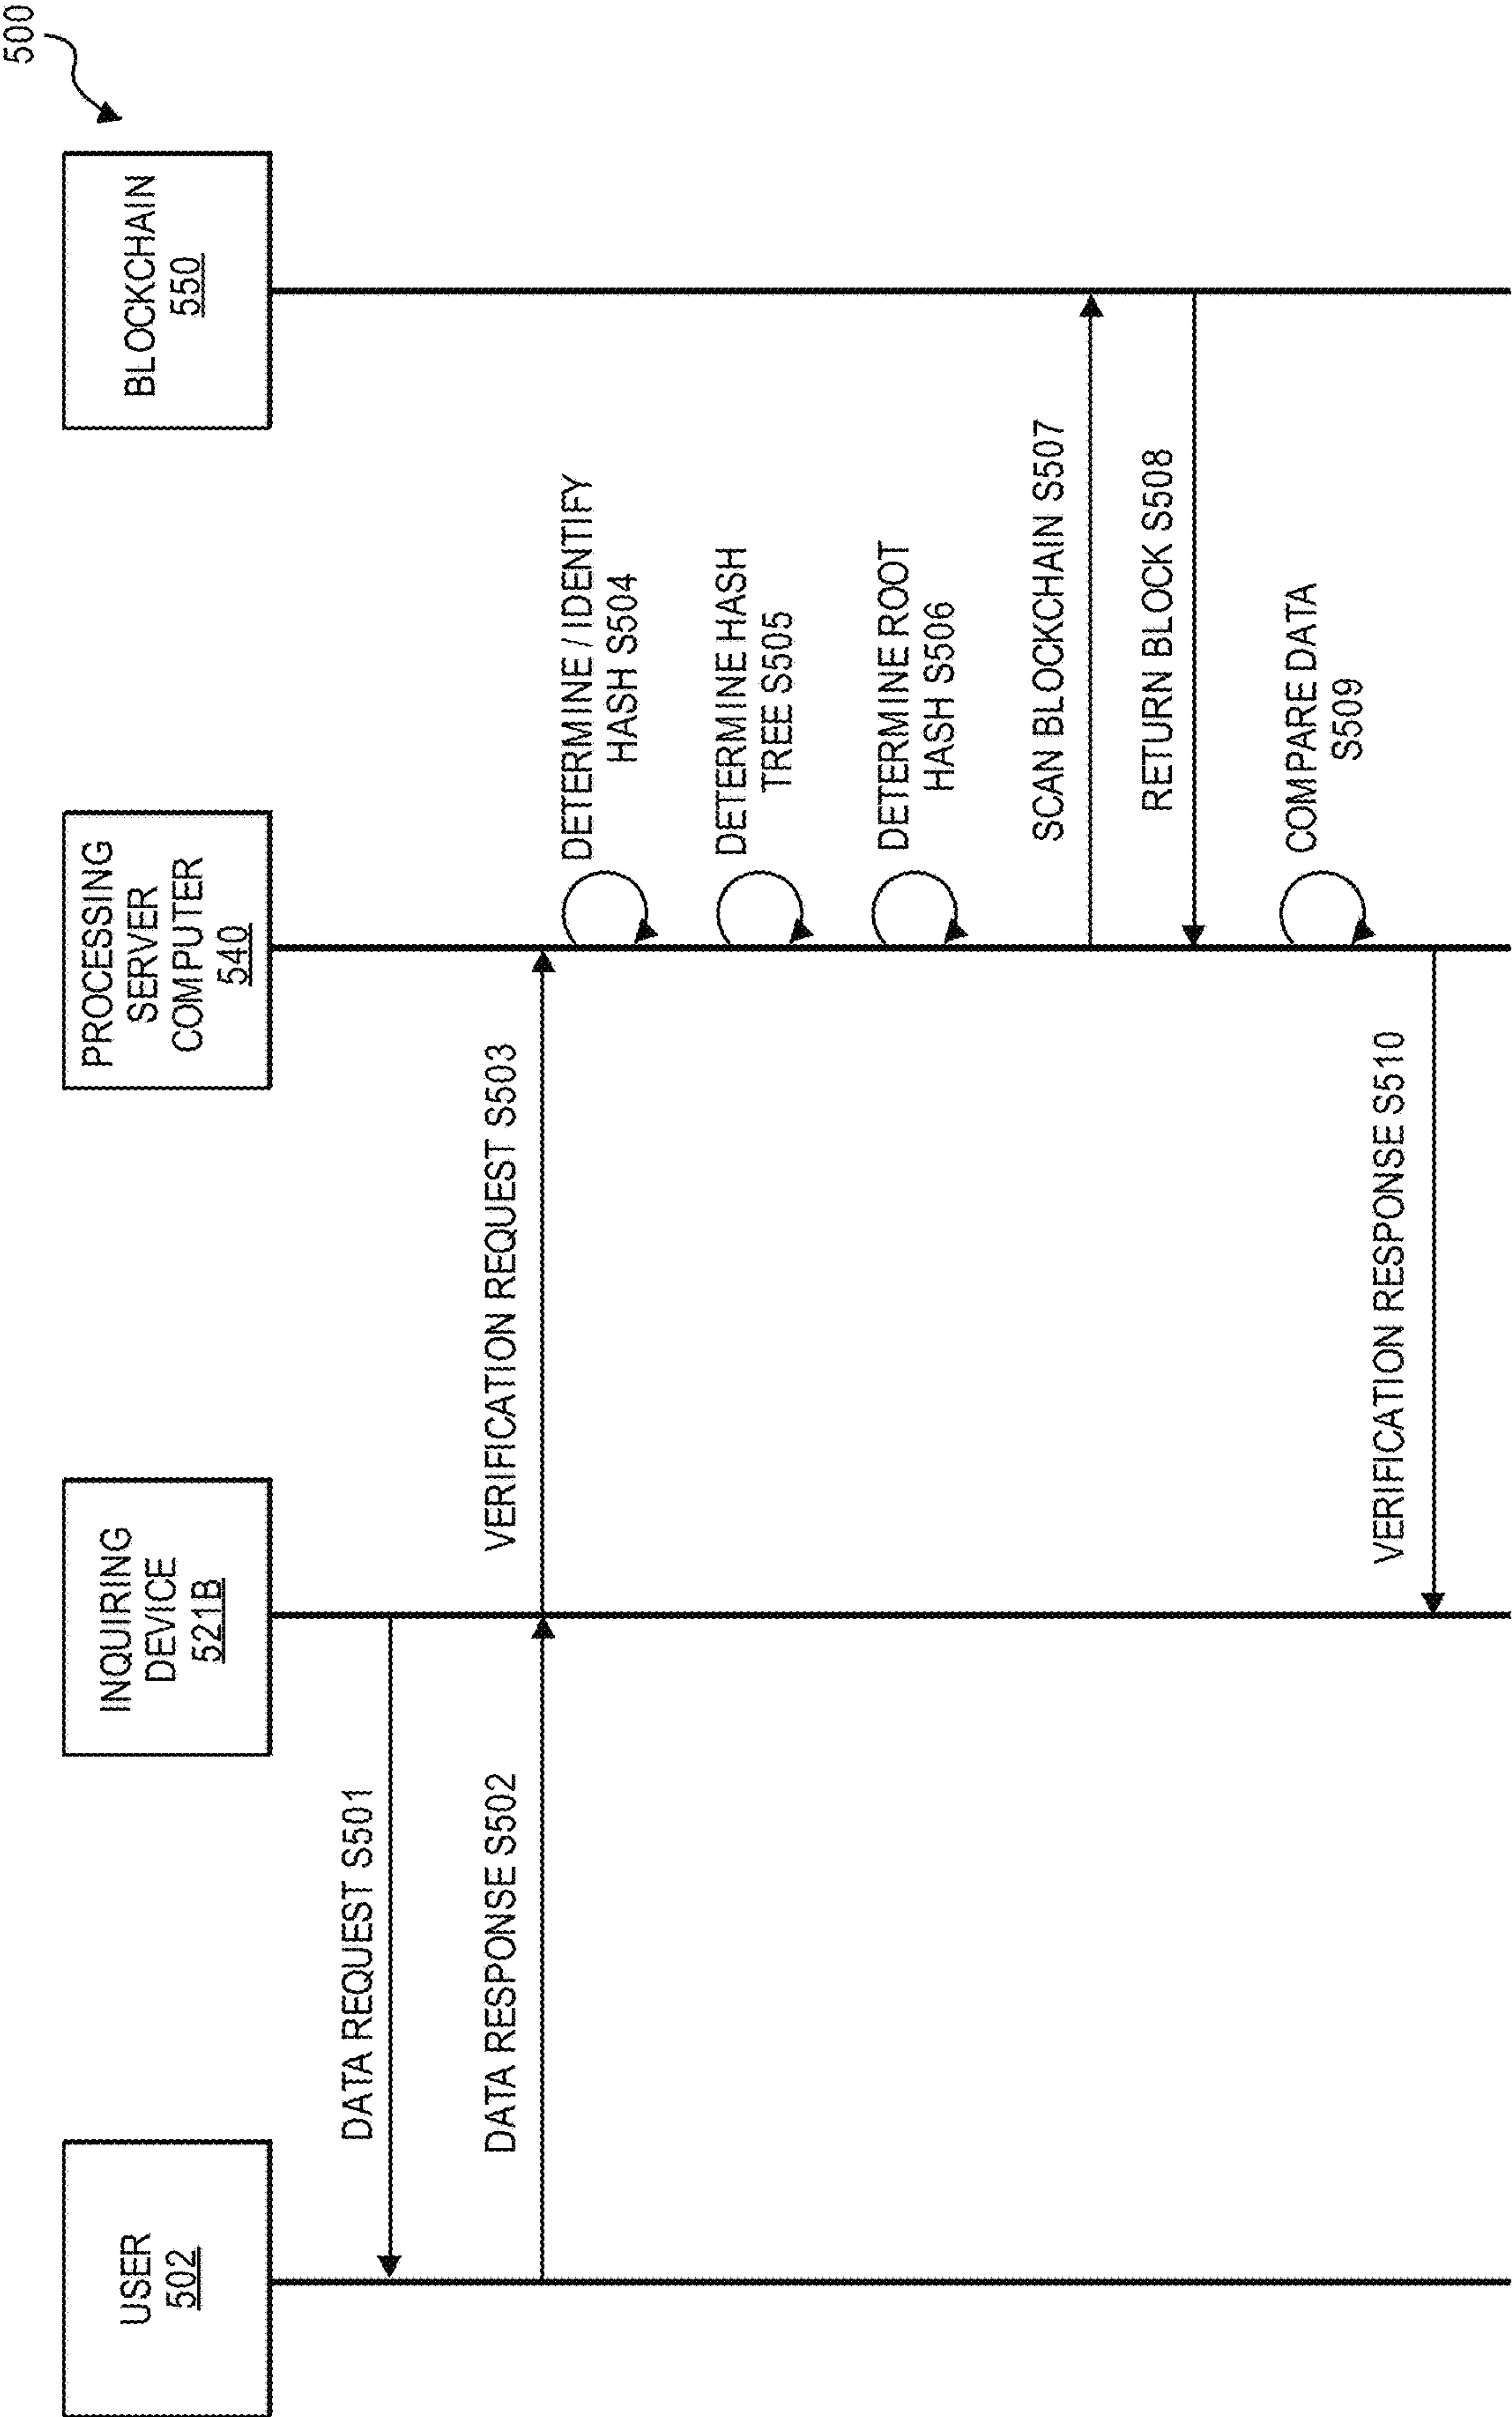 500
USER
502
INQUIRING
DEVICE
521B
PROCESSING
SERVER
COMPUTER
540
BLOCKCHAIN
550
DATA REQUEST S501
DATA RESPONSE S502
VERIFICATION REQUEST S503
DETERMINE / IDENTIFY
HASH S504
DETERMINE HASH
TREE S505
DETERMINE ROOT
HASH S506
SCAN BLOCKCHAIN S507
RETURN BLOCK S508
COMPARE DATA
S509
VERIFICATION RESPONSE S510